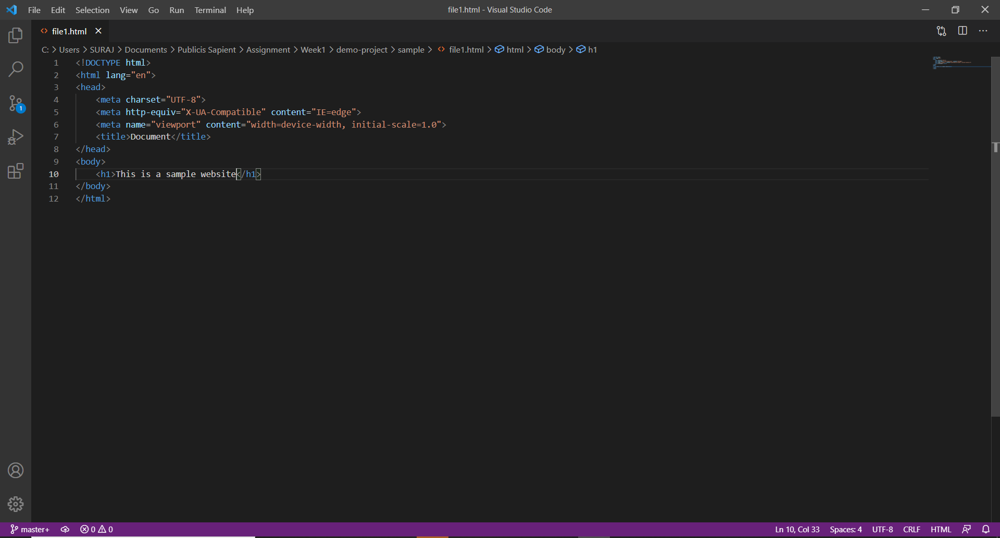 File Edit Selection View Go Run Terminal Help file1.html - Visual Studio Code
file1.html
C: > Users > SURAJ > Documents > Publicis Sapient > Assignment > Week1 > demo-project > sample > file1.html > html > body > h1
1 <!DOCTYPE html>
2 <html lang="en">
3 <head>
4     <meta charset="UTF-8">
5     <meta http-equiv="X-UA-Compatible" content="IE=edge">
6     <meta name="viewport" content="width=device-width, initial-scale=1.0">
7     <title>Document</title>
8 </head>
9 <body>
10     <h1>This is a sample website</h1>
11 </body>
12 </html>
1
master+ 0 0 Ln 10, Col 33 Spaces: 4 UTF-8 CRLF HTML